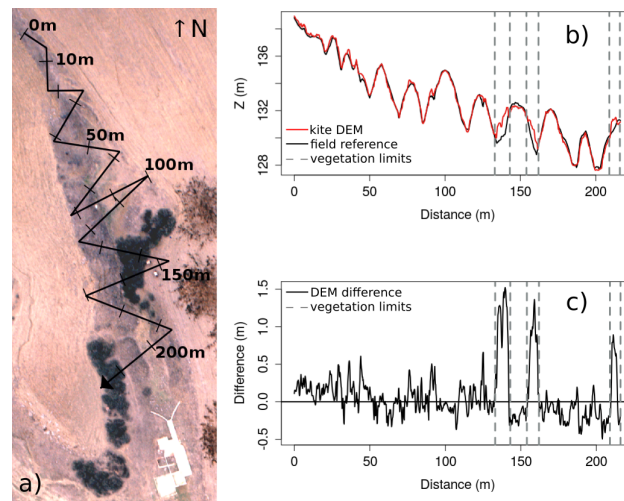 0m
↑N
10m
50m
100m
150m
200m
a)
b)
Z (m)
136
132
128
kite DEM
field reference
vegetation limits
0 50 100 150 200
Distance (m)
c)
DEM difference
vegetation limits
Difference (m)
1.5
1.0
0.5
0.0
-0.5
0 50 100 150 200
Distance (m)